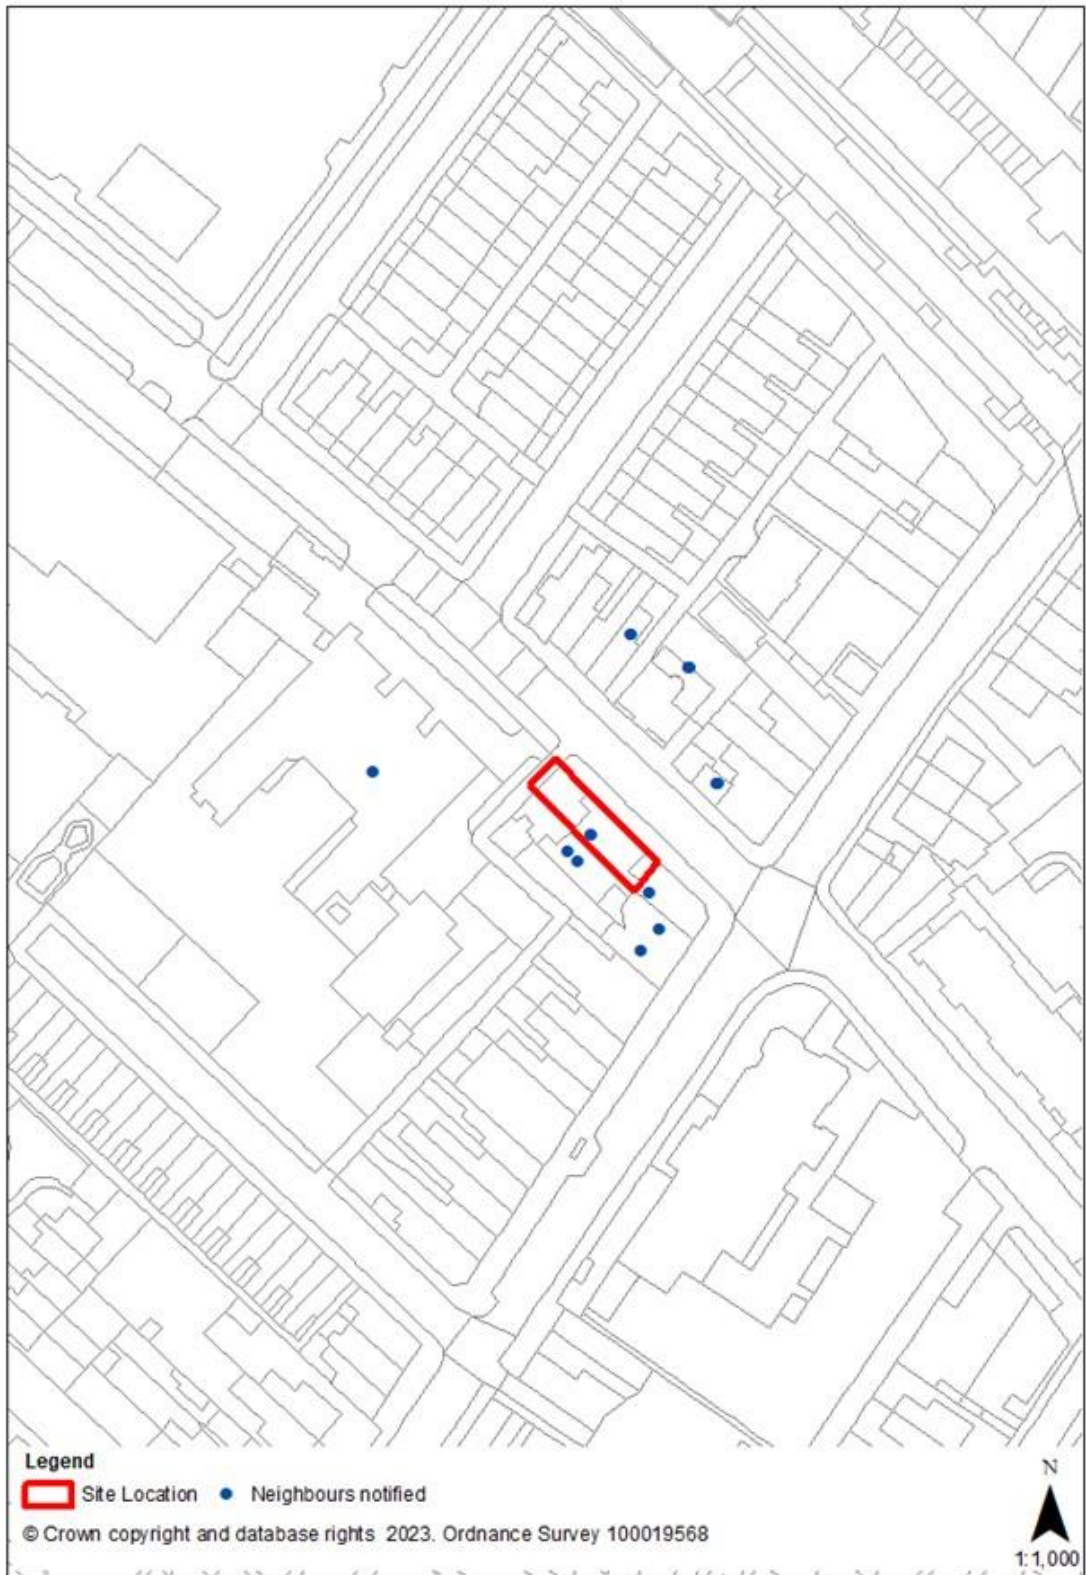 Legend
Site Location Neighbours notified
© Crown copyright and database rights 2023. Ordnance Survey 100019568
N
1:1,000